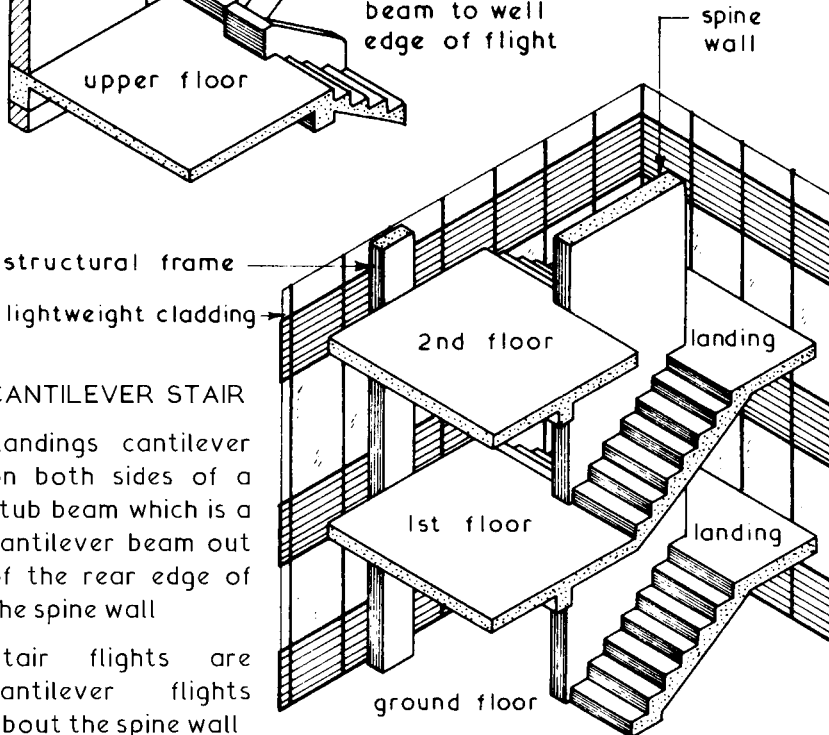 beam to well
edge of flight
upper floor
spine
wall
structural frame
lightweight cladding
2nd floor
landing
CANTILEVER STAIR
landings cantilever
on both sides of a
stub beam which is a
cantilever beam out
of the rear edge of
the spine wall
1st floor
landing
stair flights are
cantilever flights
about the spine wall
ground floor